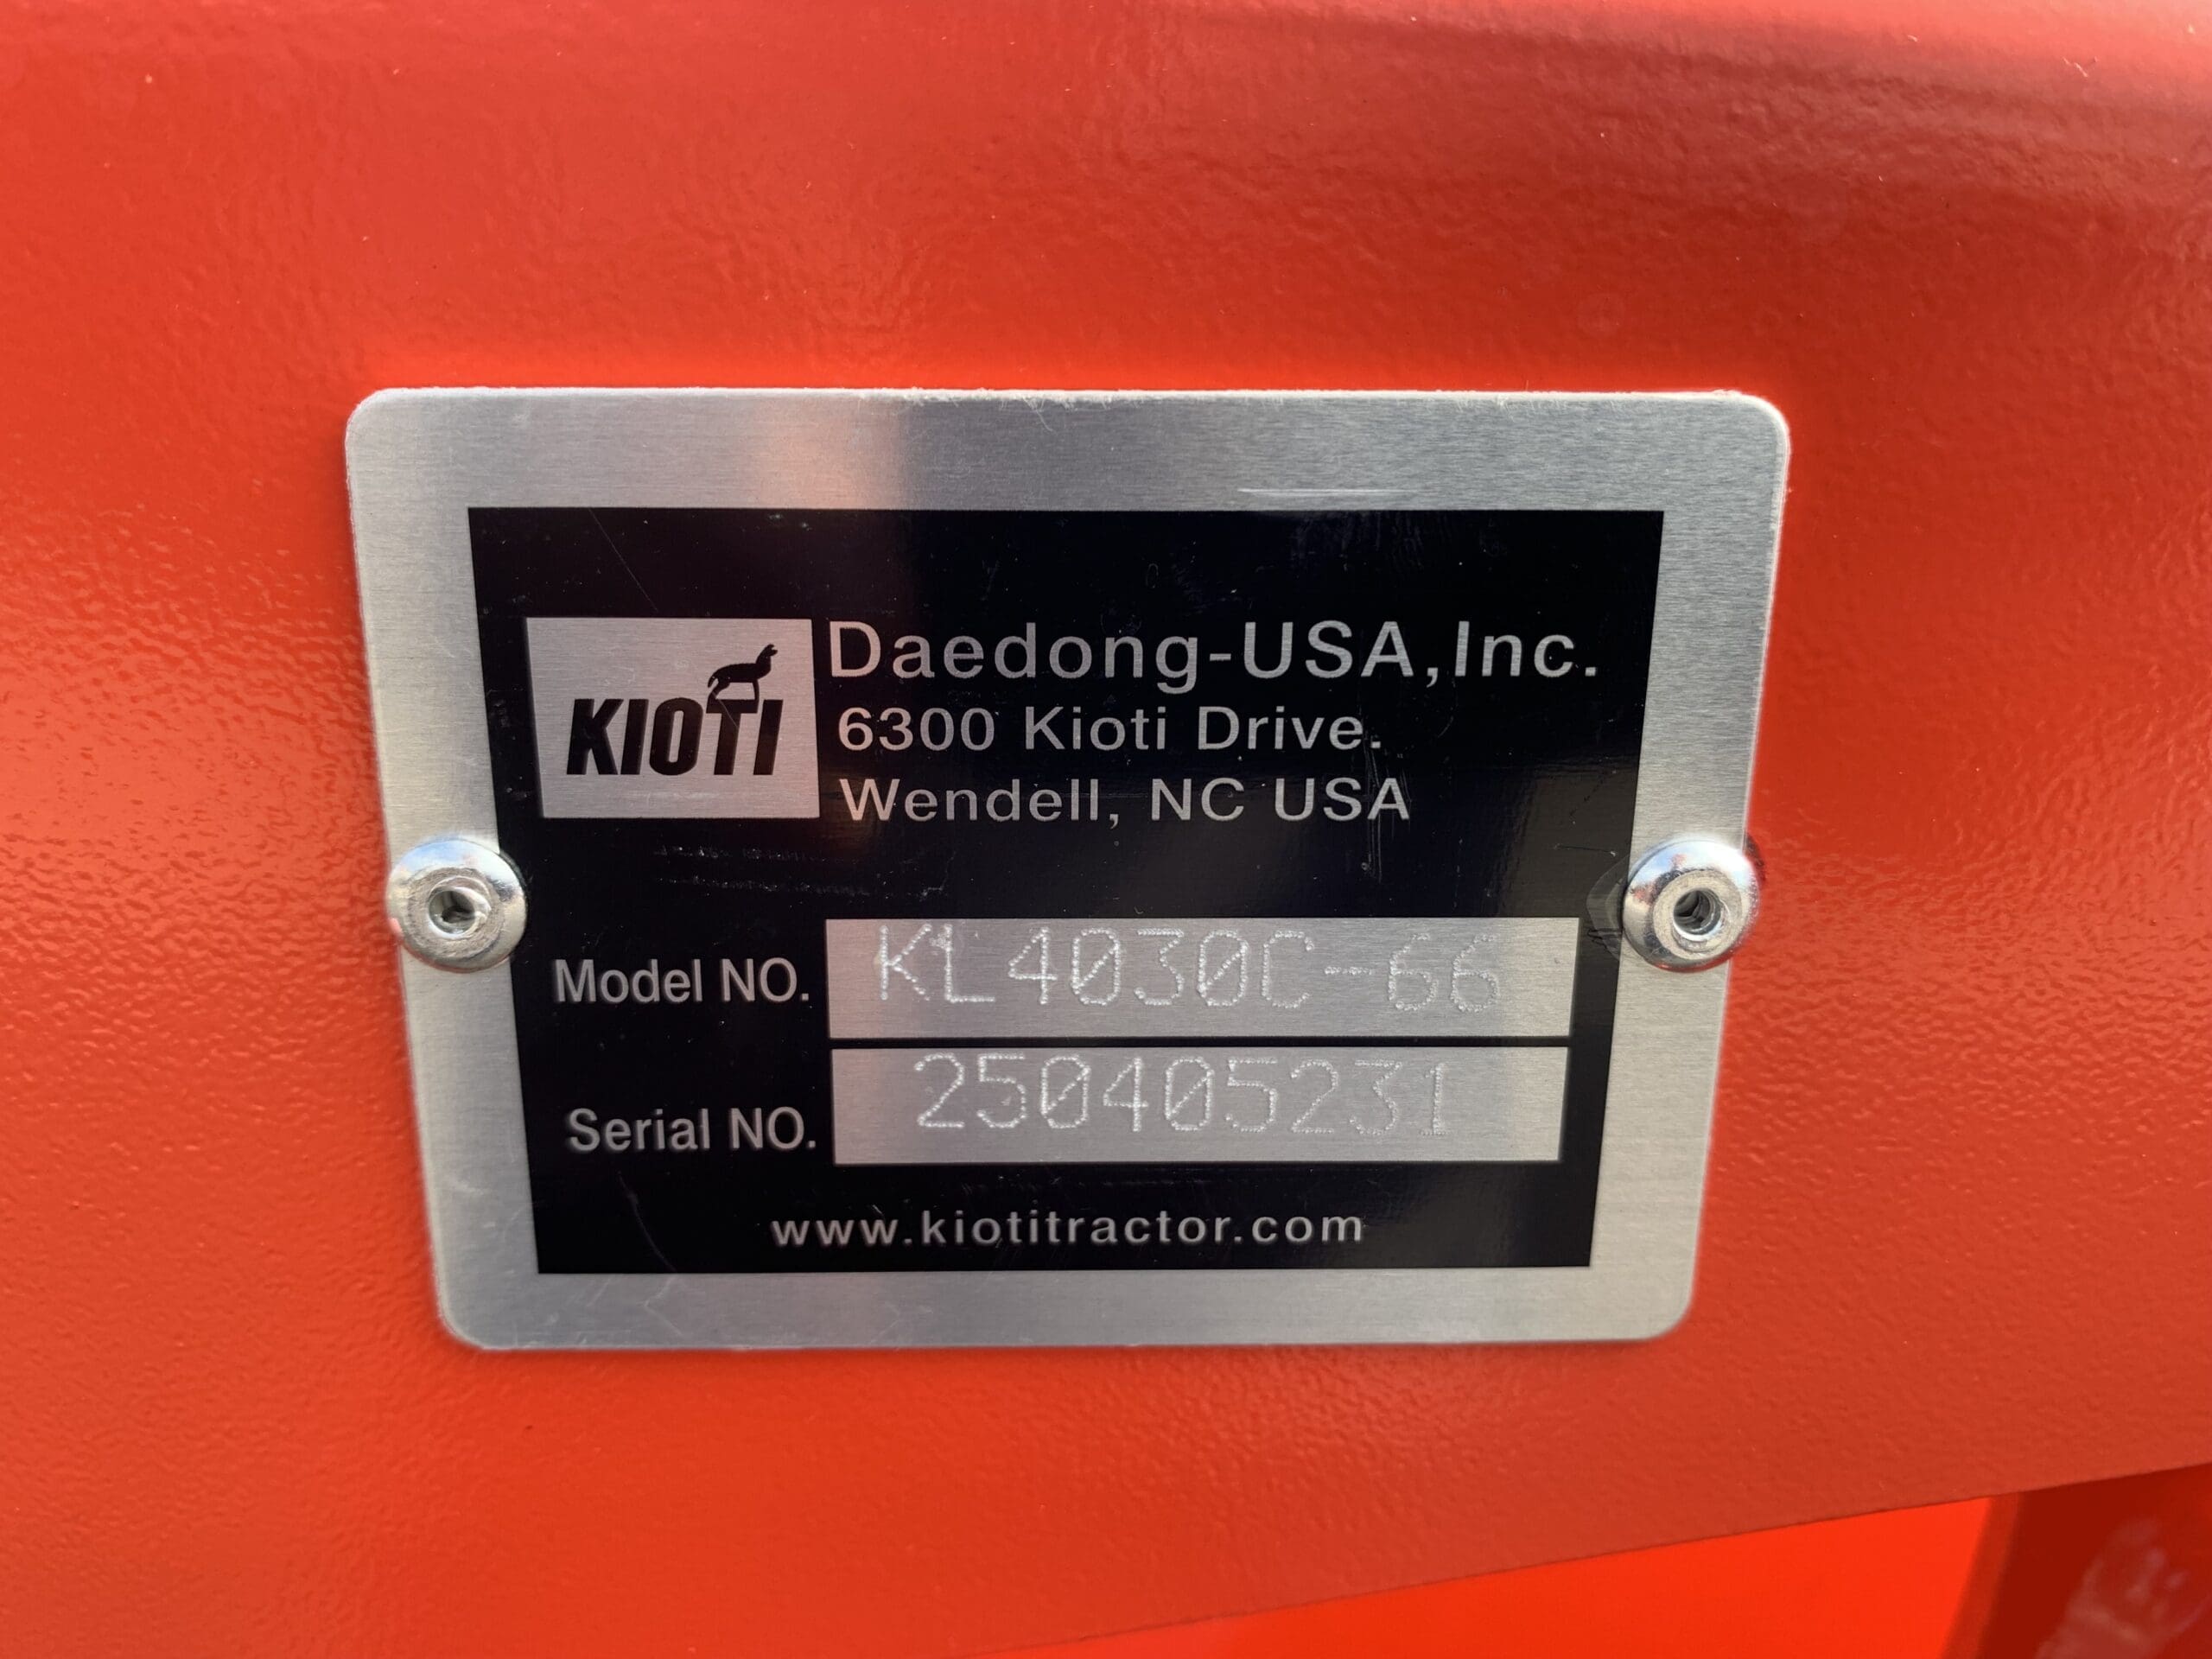 KIOTI
Daedong-USA, Inc.
6300 Kioti Drive.
Wendell, NC USA
Model NO. KL4030C-66
Serial NO. 250405231
www.kiotitractor.com